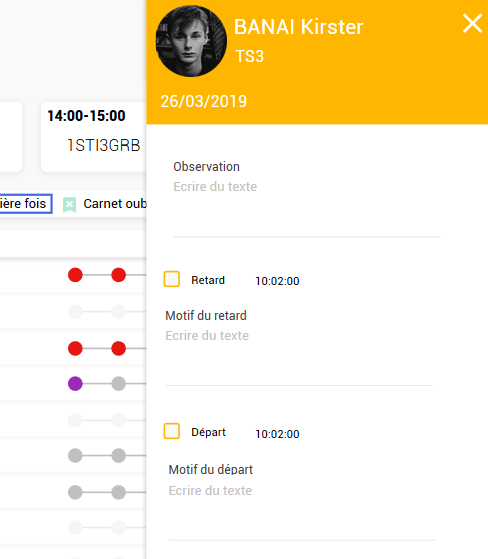 BANAI Kirster
TS3
26/03/2019
14:00-15:00
1STI3GRB
ière fois
Carnet oub
Observation
Ecrire du texte
Retard
10:02:00
Motif du retard
Ecrire du texte
Départ
10:02:00
Motif du départ
Ecrire du texte